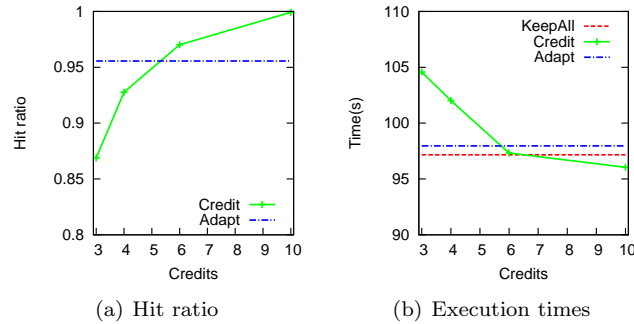 1
0.95
0.9
0.85
0.8
Hit ratio
3 4 5 6 7 8 9 10
Credits
Credit
Adapt
(a) Hit ratio
110
105
100
95
90
Time(s)
3 4 5 6 7 8 9 10
Credits
KeepAll
Credit
Adapt
(b) Execution times